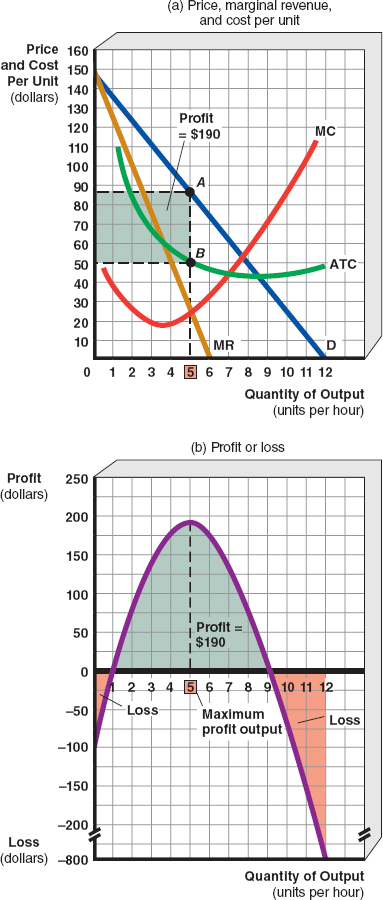 (a) Price, marginal revenue,
and cost per unit
Price
and Cost
Per Unit
(dollars)
160
150
140
130
120
110
100
90
80
70
60
50
40
30
20
10
Profit
= $190
A
B
MC
ATC
MR
D
0 1 2 3 4 5 6 7 8 9 10 11 12
Quantity of Output
(units per hour)
(b) Profit or loss
Profit
(dollars)
250
200
150
100
50
0
–50
–100
–150
–200
–800
Loss
(dollars)
Profit =
$190
1 2 3 4 5 6 7 8 9 10 11 12
Loss
Maximum
profit output
Loss
Quantity of Output
(units per hour)